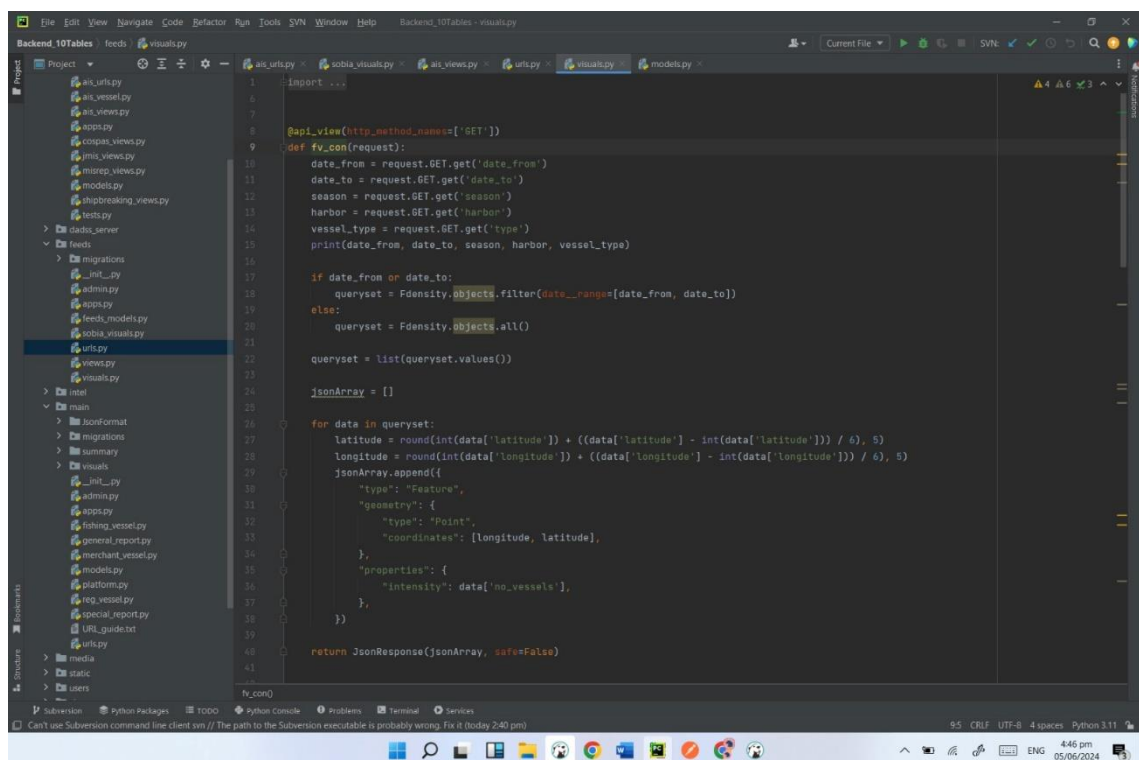 File Edit View Navigate Code Refactor Run Tools SVN Window Help Backend_10Tables - visuals.py
Backend_10Tables feeds visuals.py Current File SVN:
Project ais_urls.py sobia_visuals.py ais_views.py urls.py visuals.py models.py
ais_urls.py
ais_vessel.py
ais_views.py
apps.py
cospas_views.py
jmis_views.py
misrep_views.py
models.py
shipbreaking_views.py
tests.py
dadss_server
feeds
migrations
__init__.py
admin.py
apps.py
feeds_models.py
sobia_visuals.py
urls.py
views.py
visuals.py
intel
main
JsonFormat
migrations
summary
visuals
__init__.py
admin.py
apps.py
fishing_vessel.py
general_report.py
merchant_vessel.py
models.py
platform.py
reg_vessel.py
special_report.py
URL_guide.txt
urls.py
media
static
users
1 import ...
6
7
8 @api_view(http_method_names=['GET'])
9 def fv_con(request):
10 date_from = request.GET.get('date_from')
11 date_to = request.GET.get('date_to')
12 season = request.GET.get('season')
13 harbor = request.GET.get('harbor')
14 vessel_type = request.GET.get('type')
15 print(date_from, date_to, season, harbor, vessel_type)
16
17 if date_from or date_to:
18 queryset = Fdensity.objects.filter(date__range=[date_from, date_to])
19 else:
20 queryset = Fdensity.objects.all()
21
22 queryset = list(queryset.values())
23
24 jsonArray = []
25
26 for data in queryset:
27 latitude = round(int(data['latitude']) + ((data['latitude'] - int(data['latitude'])) / 6), 5)
28 longitude = round(int(data['longitude']) + ((data['longitude'] - int(data['longitude'])) / 6), 5)
29 jsonArray.append({
30 "type": "Feature",
31 "geometry": {
32 "type": "Point",
33 "coordinates": [longitude, latitude],
34 },
35 "properties": {
36 "intensity": data['no_vessels'],
37 },
38 })
39
40 return JsonResponse(jsonArray, safe=False)
41
4 6 3
Project
Bookmarks
Structure
Notifications
fv_con()
Subversion Python Packages TODO Python Console Problems Terminal Services
Can't use Subversion command line client svn // The path to the Subversion executable is probably wrong. Fix it (today 2:40 pm) 9:5 CRLF UTF-8 4 spaces Python 3.11
ENG 4:46 pm
05/06/2024